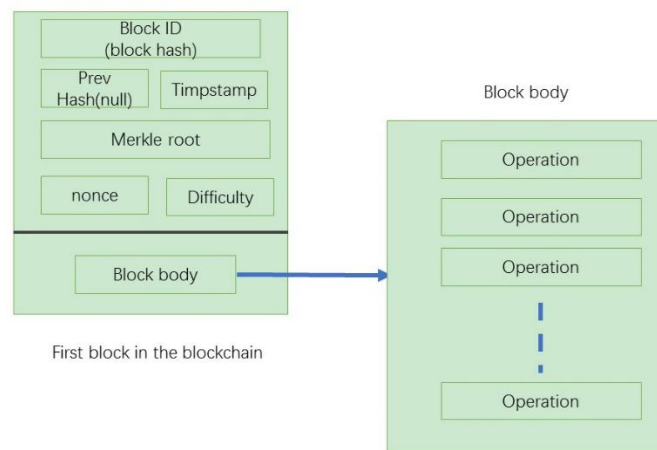 Block ID
(block hash)
Prev
Hash(null)
Timpstamp
Merkle root
nonce
Difficulty
Block body
First block in the blockchain
Block body
Operation
Operation
Operation
Operation